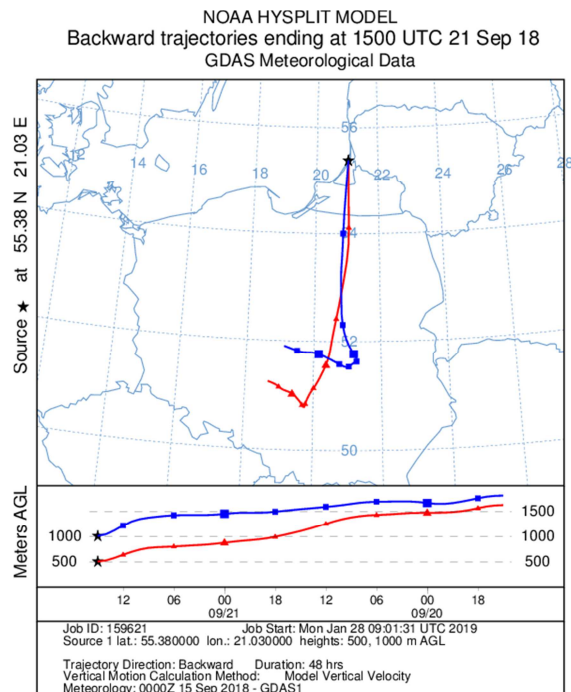 NOAA HYSPLIT MODEL
Backward trajectories ending at 1500 UTC 21 Sep 18
GDAS Meteorological Data
Source ★ at 55.38 N 21.03 E
56
12 14 16 18 20 22 24 26 28
54
52
50
Meters AGL
1500
1000 1000
500 500
12 06 00 18 12 06 00 18
09/21 09/20
Job ID: 159621 Job Start: Mon Jan 28 09:01:31 UTC 2019
Source 1 lat.: 55.380000 lon.: 21.030000 heights: 500, 1000 m AGL
Trajectory Direction: Backward Duration: 48 hrs
Vertical Motion Calculation Method: Model Vertical Velocity
Meteorology: 0000Z 15 Sep 2018 - GDAS1